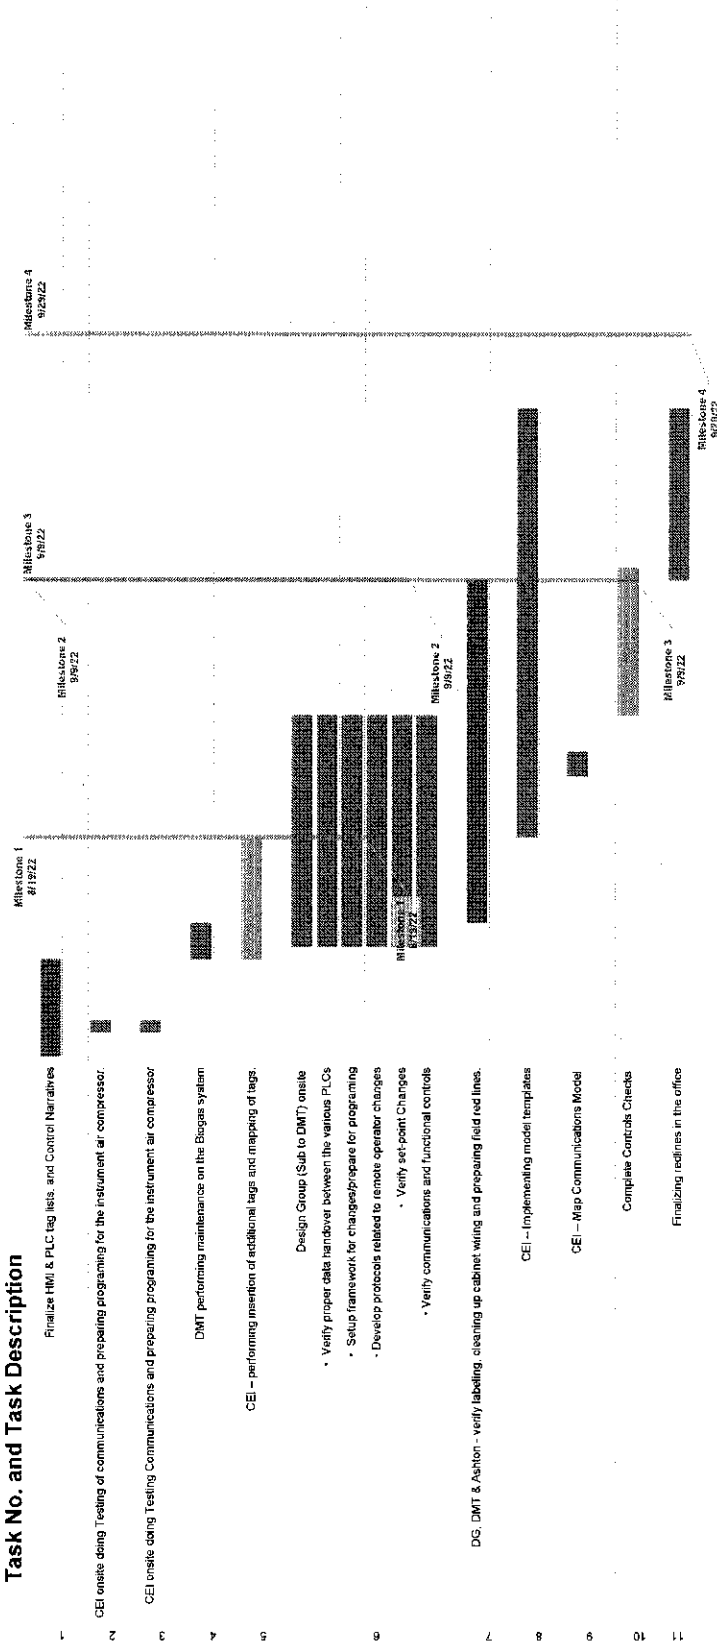 Task No. and Task Description
1 Finalize HMI & PLC tag lists, and Control Narratives
2 CEI onsite doing Testing of communications and preparing programing for the instrument air compressor.
3 CEI onsite doing Testing Communications and preparing programing for the instrument air compressor
4 DMT performing maintenance on the Biogas system
5 CEI – performing insertion of additional tags and mapping of tags.
6 Design Group (Sub to DMT) onsite
• Verify proper data handover between the various PLCs
• Setup framework for changes/prepare for programing
• Develop protocols related to remote operator changes
• Verify set-point Changes
• Verify communications and functional controls
7 DG, DMT & Ashton - verify labeling, cleaning up cabinet wiring and preparing field red lines.
8 CEI – Implementing model templates
9 CEI – Map Communications Model
10 Complete Controls Checks
11 Finalizing redlines in the office
Milestone 1
8/19/22
Milestone 1
8/19/22
Milestone 2
9/9/22
Milestone 2
9/9/22
Milestone 3
9/9/22
Milestone 3
9/9/22
Milestone 4
9/29/22
Milestone 4